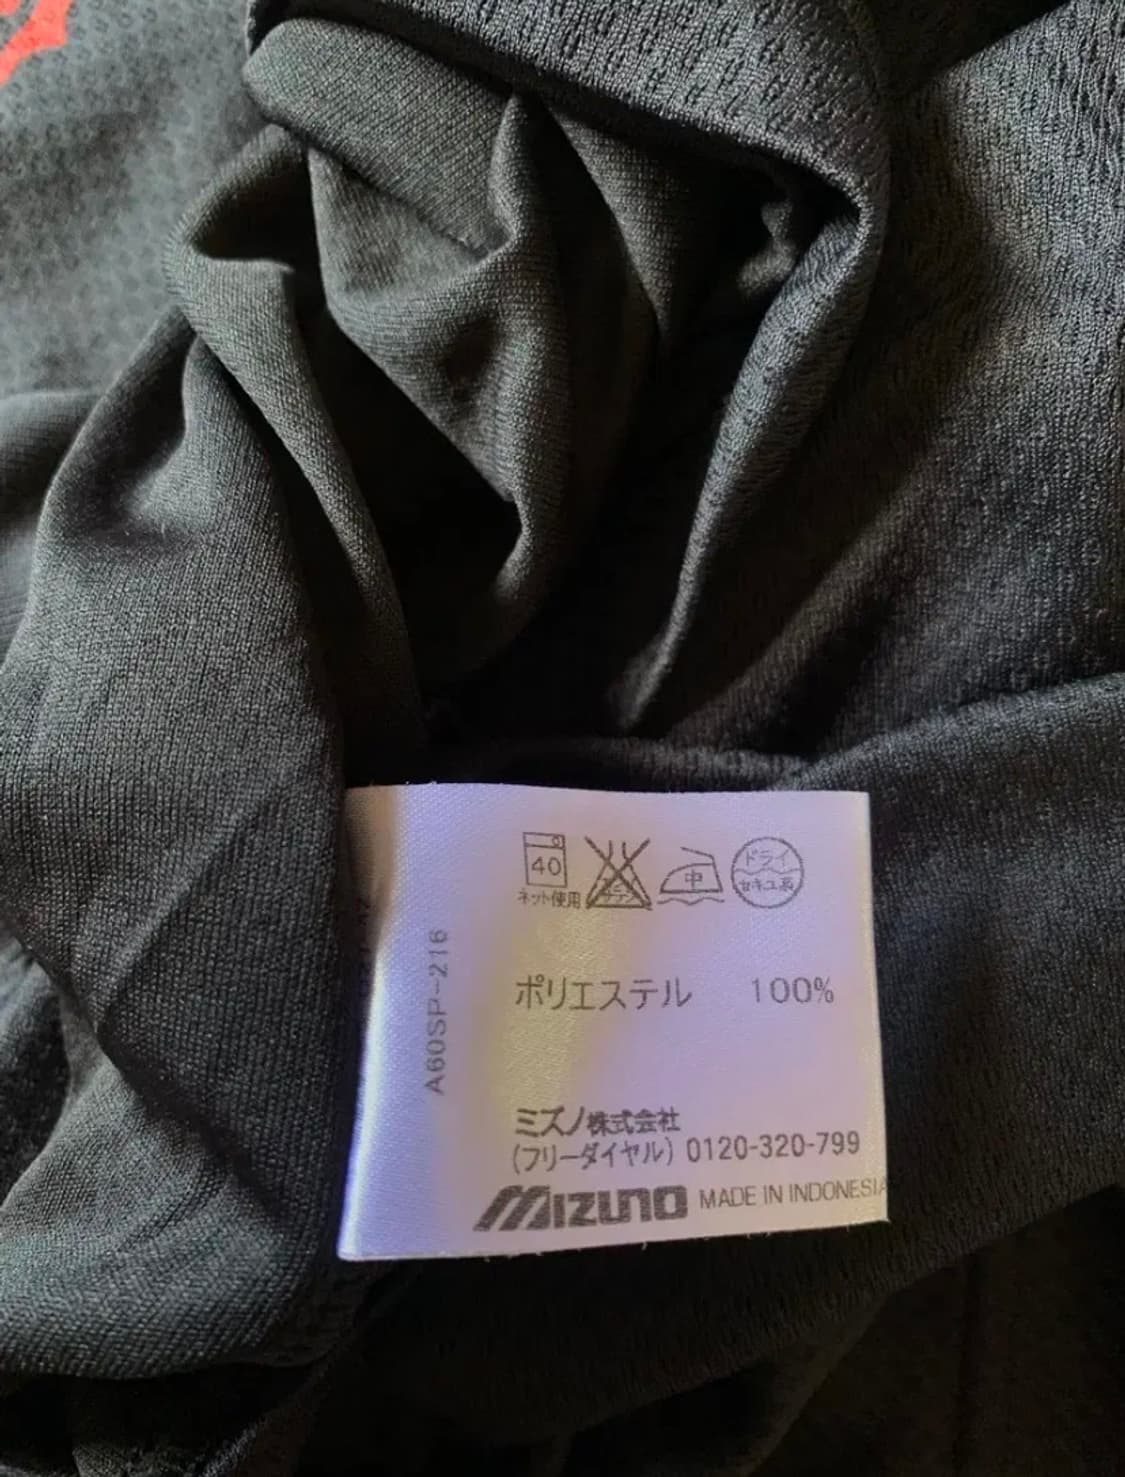 40
ネット使用
中
ドライ
セキユ系
A60SP-216
ポリエステル 100%
ミズノ株式会社
(フリーダイヤル) 0120-320-799
MIZUNO MADE IN INDONESIA